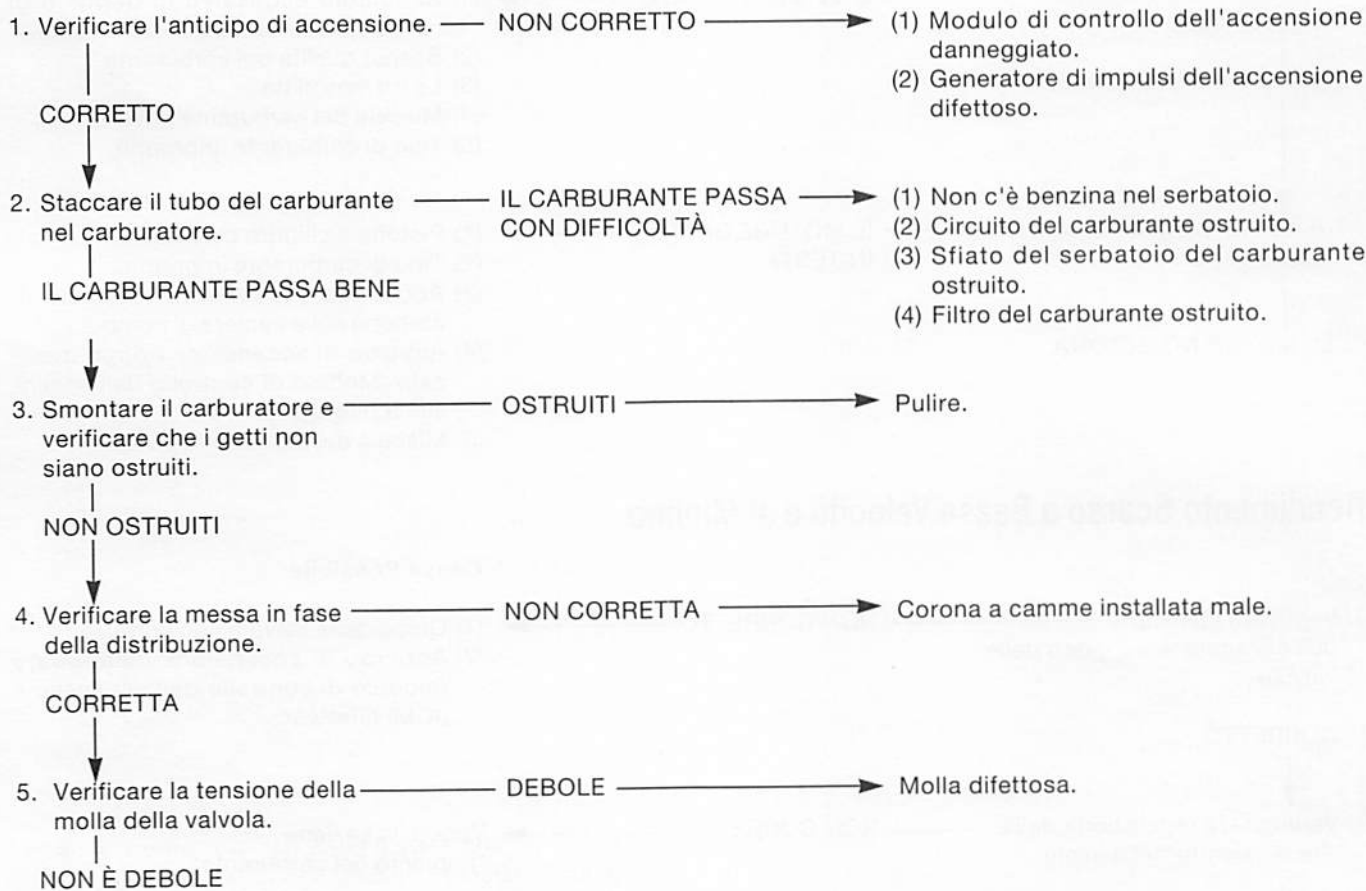 1. Verificare l'anticipo di accensione.
NON CORRETTO
(1) Modulo di controllo dell'accensione
danneggiato.
(2) Generatore di impulsi dell'accensione
difettoso.
CORRETTO
2. Staccare il tubo del carburante
nel carburatore.
IL CARBURANTE PASSA
CON DIFFICOLTÀ
(1) Non c'è benzina nel serbatoio.
(2) Circuito del carburante ostruito.
(3) Sfiato del serbatoio del carburante
ostruito.
(4) Filtro del carburante ostruito.
IL CARBURANTE PASSA BENE
3. Smontare il carburatore e
verificare che i getti non
siano ostruiti.
OSTRUITI
Pulire.
NON OSTRUITI
4. Verificare la messa in fase
della distribuzione.
NON CORRETTA
Corona a camme installata male.
CORRETTA
5. Verificare la tensione della
molla della valvola.
DEBOLE
Molla difettosa.
NON È DEBOLE